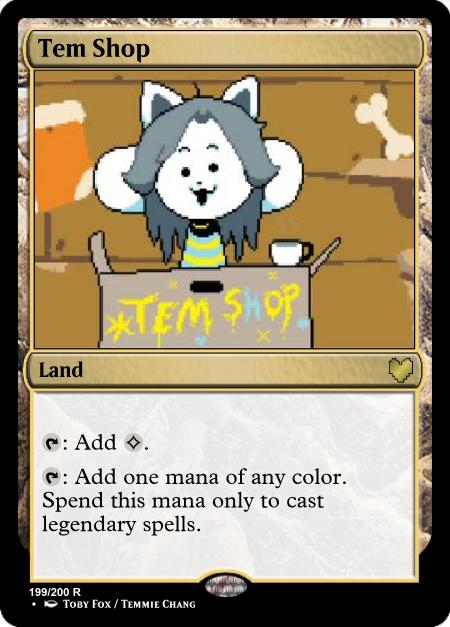 Tem Shop
TEM SHOP
Land
: Add .
: Add one mana of any color.
Spend this mana only to cast
legendary spells.
199/200 R
• Toby Fox / Temmie Chang